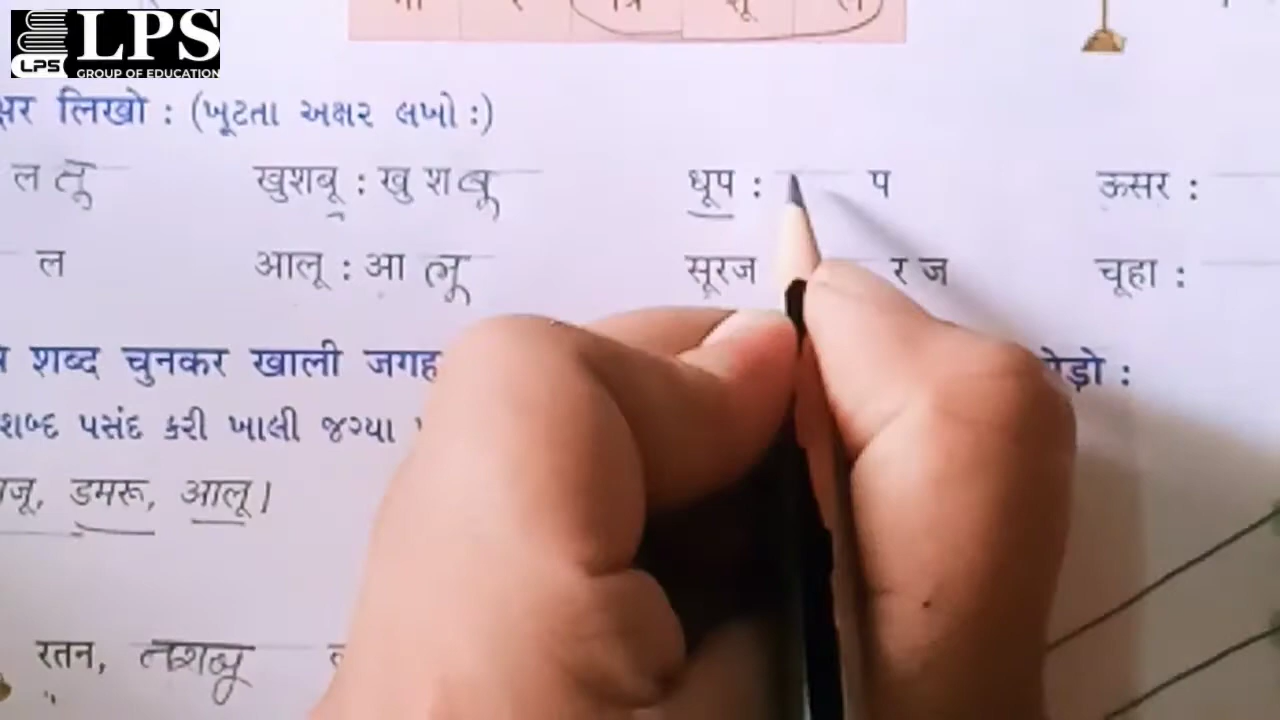 LPS
LPS
GROUP OF EDUCATION
त्रि शू ल
क्षर लिखो : (ખૂટતા અક્ષર લખો :)
ल तू खुशबू : खु श बू धूप : प ऊसर :
ल आलू : आ लू सूरज र ज चूहा :
शब्द चुनकर खाली जगह
શબ્દ પસંદ કરી ખાલી જગ્યા
डमरू, आलू।
रतन,